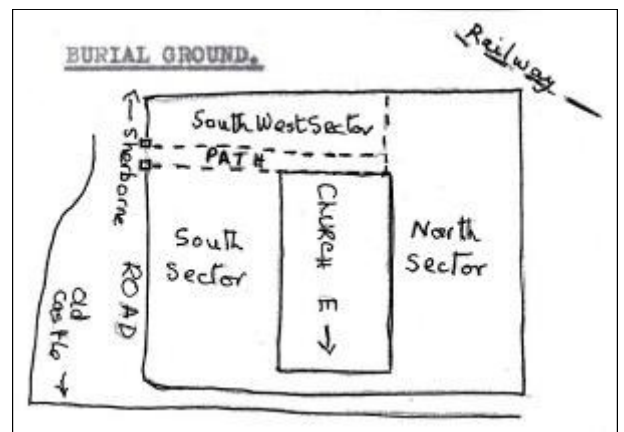 BURIAL GROUND.
Railway
South West Sector
PATH
← Sherborne
ROAD
South
Sector
CHURCH E →
North
Sector
Old
Castle →